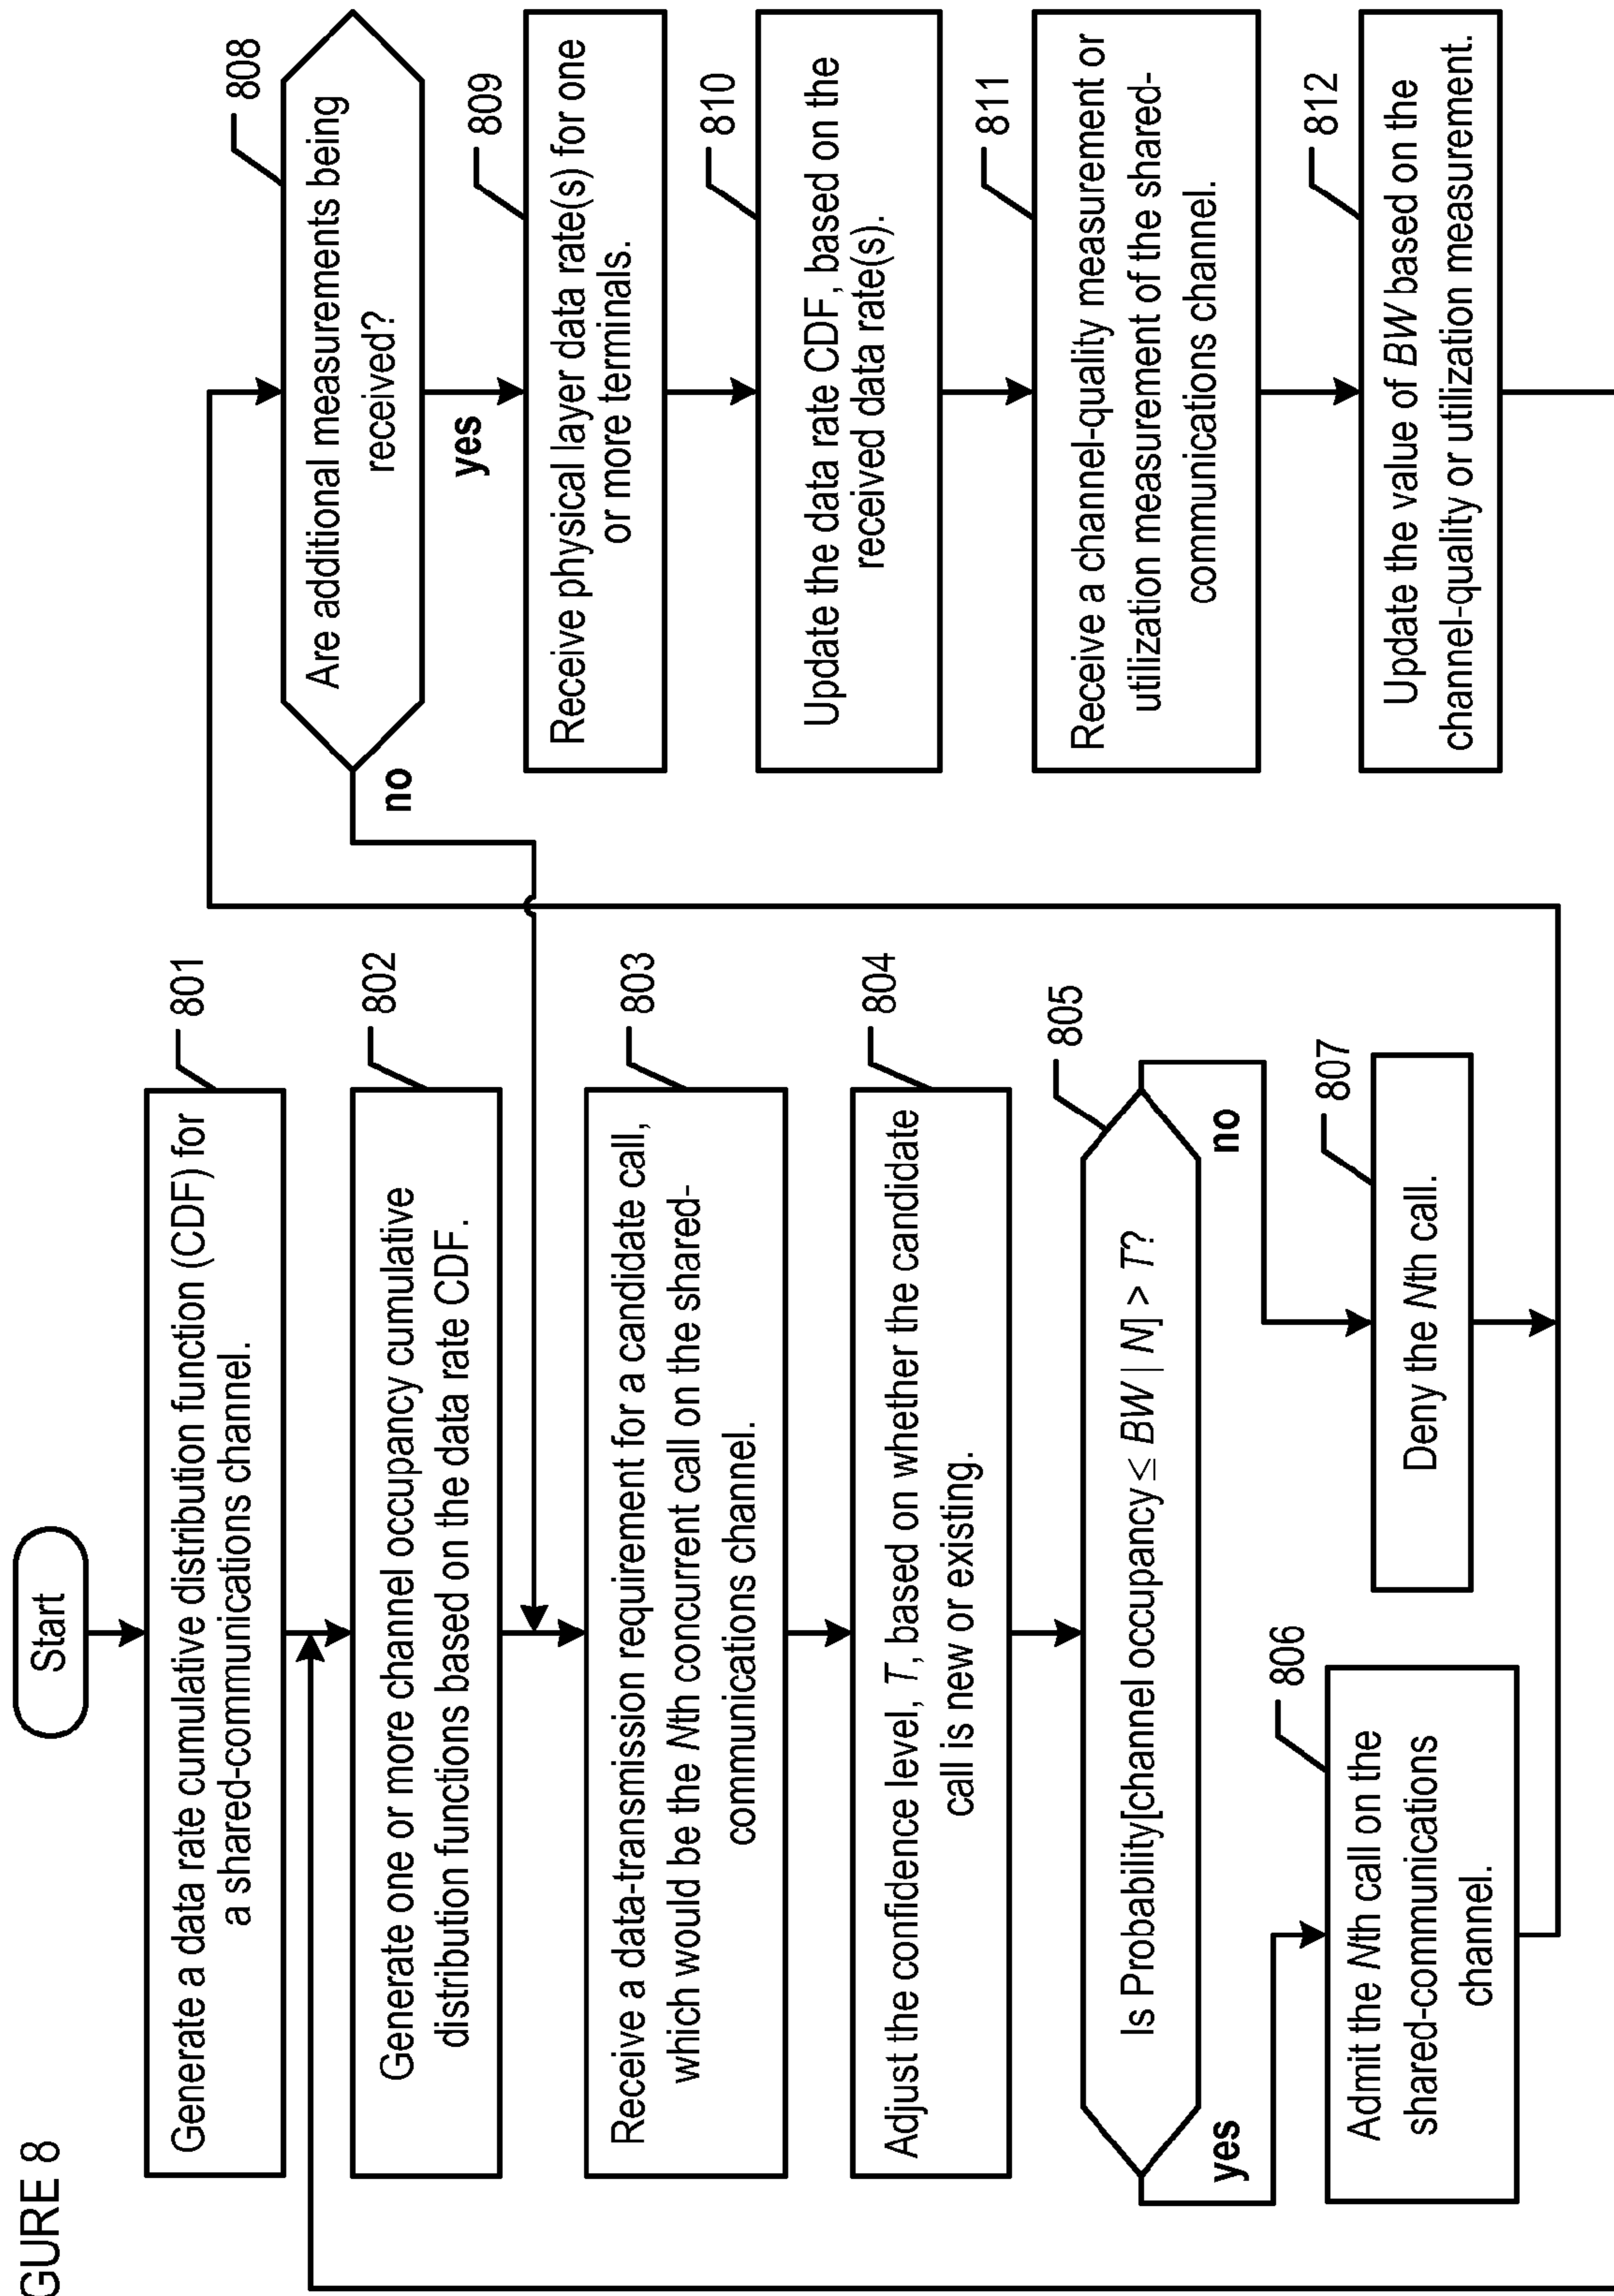 GURE 8
Start
801
Generate a data rate cumulative distribution function (CDF) for
a shared-communications channel.
802
Generate one or more channel occupancy cumulative
distribution functions based on the data rate CDF.
803
Receive a data-transmission requirement for a candidate call,
which would be the Nth concurrent call on the shared-
communications channel.
804
Adjust the confidence level, T, based on whether the candidate
call is new or existing.
805
Is Probability[channel occupancy ≤ BW | N] > T?
yes
no
806
Admit the Nth call on the
shared-communications
channel.
807
Deny the Nth call.
808
Are additional measurements being
received?
no
yes
809
Receive physical layer data rate(s) for one
or more terminals.
810
Update the data rate CDF, based on the
received data rate(s).
811
Receive a channel-quality measurement or
utilization measurement of the shared-
communications channel.
812
Update the value of BW based on the
channel-quality or utilization measurement.